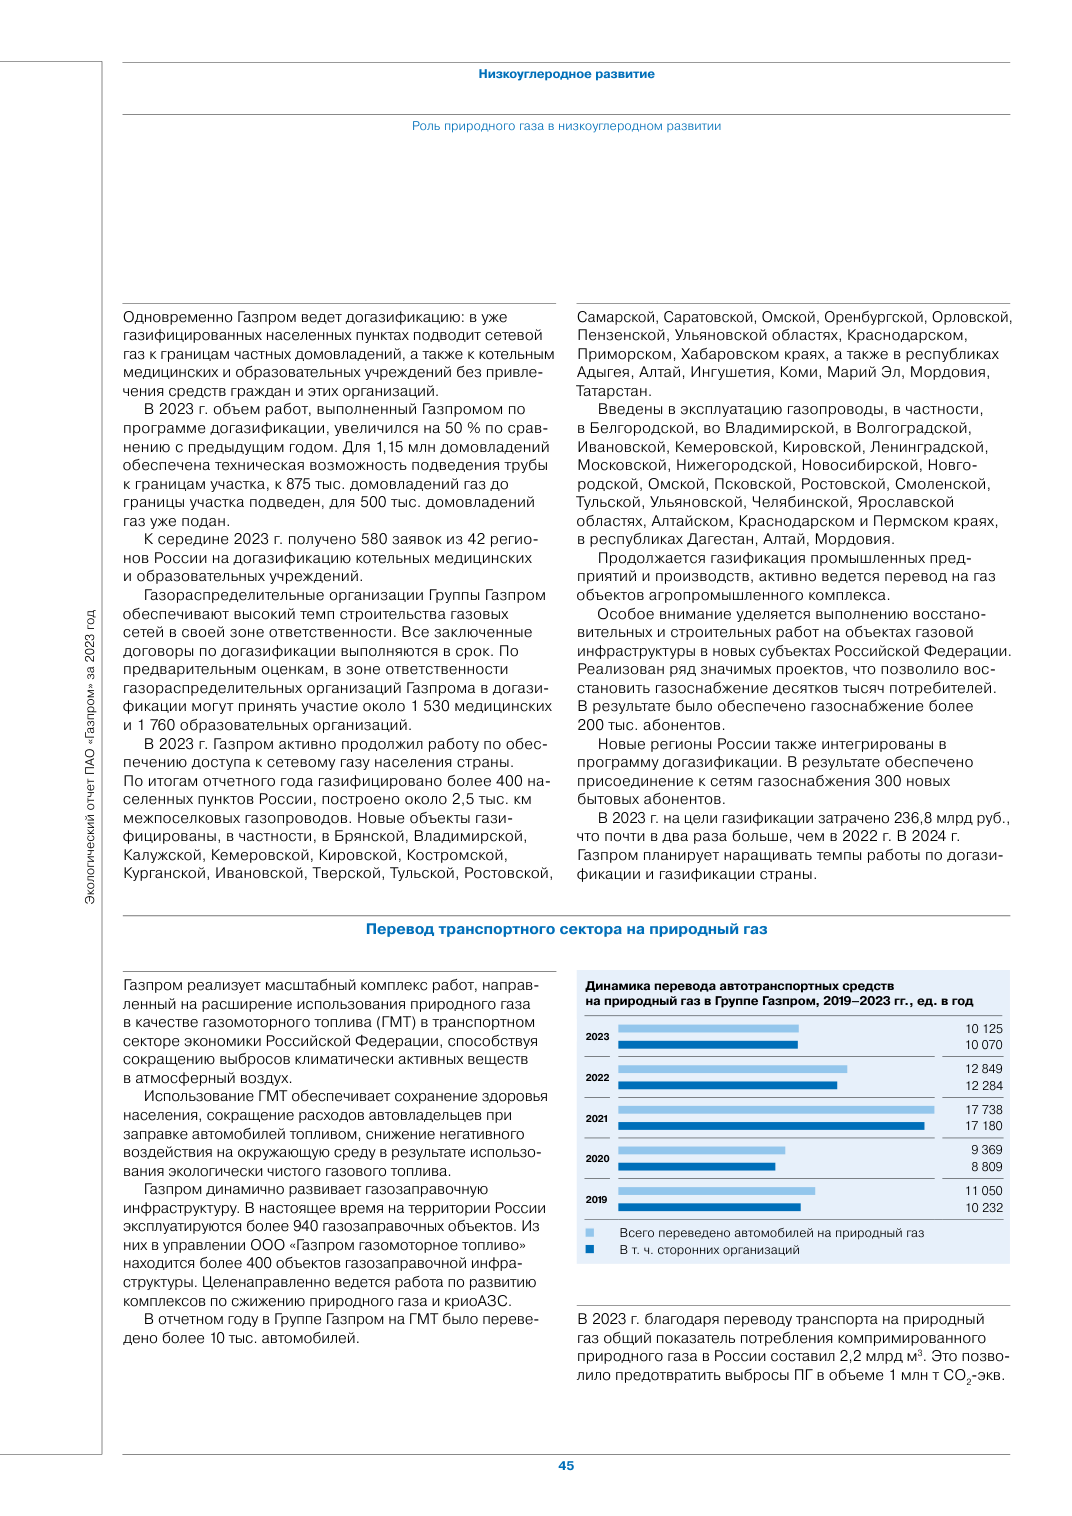 Низкоуглеродное развитие
Роль природного газа в низкоуглеродном развитии
Экологический отчет ПАО «Газпром» за 2023 год
Одновременно Газпром ведет догазификацию: в уже
газифицированных населенных пунктах подводит сетевой
газ к границам частных домовладений, а также к котельным
медицинских и образовательных учреждений без привле-
чения средств граждан и этих организаций.
В 2023 г. объем работ, выполненный Газпромом по
программе догазификации, увеличился на 50 % по срав-
нению с предыдущим годом. Для 1,15 млн домовладений
обеспечена техническая возможность подведения трубы
к границам участка, к 875 тыс. домовладений газ до
границы участка подведен, для 500 тыс. домовладений
газ уже подан.
К середине 2023 г. получено 580 заявок из 42 регио-
нов России на догазификацию котельных медицинских
и образовательных учреждений.
Газораспределительные организации Группы Газпром
обеспечивают высокий темп строительства газовых
сетей в своей зоне ответственности. Все заключенные
договоры по догазификации выполняются в срок. По
предварительным оценкам, в зоне ответственности
газораспределительных организаций Газпрома в догази-
фикации могут принять участие около 1 530 медицинских
и 1 760 образовательных организаций.
В 2023 г. Газпром активно продолжил работу по обес-
печению доступа к сетевому газу населения страны.
По итогам отчетного года газифицировано более 400 на-
селенных пунктов России, построено около 2,5 тыс. км
межпоселковых газопроводов. Новые объекты гази-
фицированы, в частности, в Брянской, Владимирской,
Калужской, Кемеровской, Кировской, Костромской,
Курганской, Ивановской, Тверской, Тульской, Ростовской,
Самарской, Саратовской, Омской, Оренбургской, Орловской,
Пензенской, Ульяновской областях, Краснодарском,
Приморском, Хабаровском краях, а также в республиках
Адыгея, Алтай, Ингушетия, Коми, Марий Эл, Мордовия,
Татарстан.
Введены в эксплуатацию газопроводы, в частности,
в Белгородской, во Владимирской, в Волгоградской,
Ивановской, Кемеровской, Кировской, Ленинградской,
Московской, Нижегородской, Новосибирской, Новго-
родской, Омской, Псковской, Ростовской, Смоленской,
Тульской, Ульяновской, Челябинской, Ярославской
областях, Алтайском, Краснодарском и Пермском краях,
в республиках Дагестан, Алтай, Мордовия.
Продолжается газификация промышленных пред-
приятий и производств, активно ведется перевод на газ
объектов агропромышленного комплекса.
Особое внимание уделяется выполнению восстано-
вительных и строительных работ на объектах газовой
инфраструктуры в новых субъектах Российской Федерации.
Реализован ряд значимых проектов, что позволило вос-
становить газоснабжение десятков тысяч потребителей.
В результате было обеспечено газоснабжение более
200 тыс. абонентов.
Новые регионы России также интегрированы в
программу догазификации. В результате обеспечено
присоединение к сетям газоснабжения 300 новых
бытовых абонентов.
В 2023 г. на цели газификации затрачено 236,8 млрд руб.,
что почти в два раза больше, чем в 2022 г. В 2024 г.
Газпром планирует наращивать темпы работы по догази-
фикации и газификации страны.
Перевод транспортного сектора на природный газ
Газпром реализует масштабный комплекс работ, направ-
ленный на расширение использования природного газа
в качестве газомоторного топлива (ГМТ) в транспортном
секторе экономики Российской Федерации, способствуя
сокращению выбросов климатически активных веществ
в атмосферный воздух.
Использование ГМТ обеспечивает сохранение здоровья
населения, сокращение расходов автовладельцев при
заправке автомобилей топливом, снижение негативного
воздействия на окружающую среду в результате использо-
вания экологически чистого газового топлива.
Газпром динамично развивает газозаправочную
инфраструктуру. В настоящее время на территории России
эксплуатируются более 940 газозаправочных объектов. Из
них в управлении ООО «Газпром газомоторное топливо»
находится более 400 объектов газозаправочной инфра-
структуры. Целенаправленно ведется работа по развитию
комплексов по сжижению природного газа и криоАЗС.
В отчетном году в Группе Газпром на ГМТ было переве-
дено более 10 тыс. автомобилей.
Динамика перевода автотранспортных средств
на природный газ в Группе Газпром, 2019–2023 гг., ед. в год
2023
10 125
10 070
2022
12 849
12 284
2021
17 738
17 180
2020
9 369
8 809
2019
11 050
10 232
Всего переведено автомобилей на природный газ
В т. ч. сторонних организаций
В 2023 г. благодаря переводу транспорта на природный
газ общий показатель потребления компримированного
природного газа в России составил 2,2 млрд м³. Это позво-
лило предотвратить выбросы ПГ в объеме 1 млн т CO₂-экв.
45